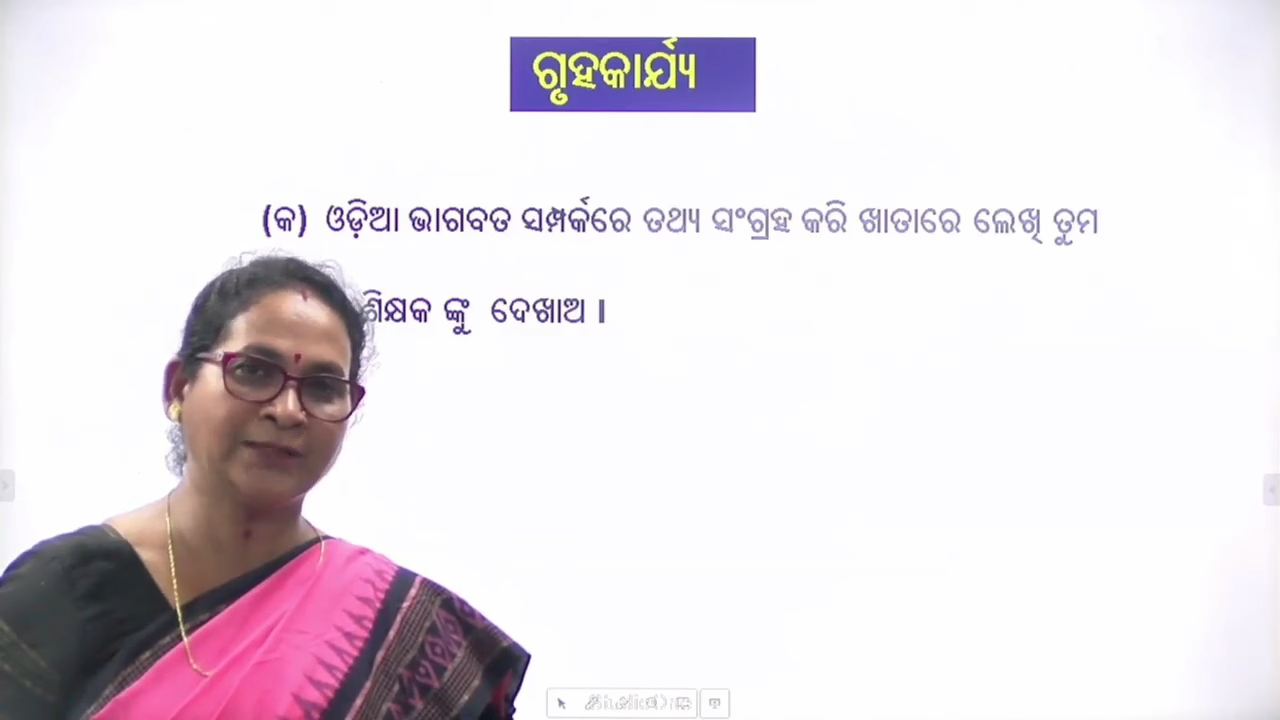 ଗୃହକାର୍ଯ୍ୟ
(କ) ଓଡ଼ିଆ ଭାଗବତ ସମ୍ପର୍କରେ ତଥ୍ୟ ସଂଗ୍ରହ କରି ଖାତାରେ ଲେଖି ତୁମ
ଶିକ୍ଷକ ଙ୍କୁ ଦେଖାଅ ।